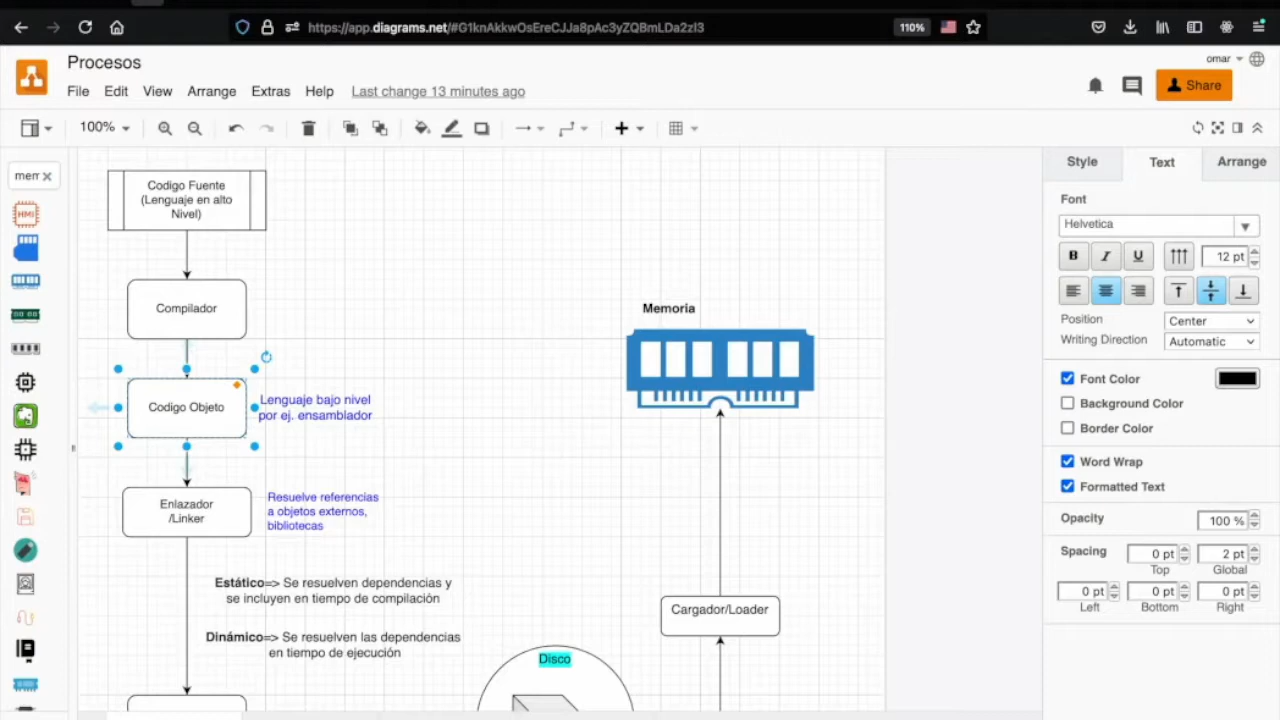 https://app.diagrams.net/#G1knAkkwOsEreCJJa8pAc3yZQBmLDa2zI3
110%
Procesos
omar
File Edit View Arrange Extras Help Last change 13 minutes ago
Share
100%
mem
Style Text Arrange
Codigo Fuente
(Lenguaje en alto
Nivel)
Compilador
Codigo Objeto
Lenguaje bajo nivel
por ej. ensamblador
Enlazador
/Linker
Resuelve referencias
a objetos externos,
bibliotecas
Estático=> Se resuelven dependencias y
se incluyen en tiempo de compilación
Dinámico=> Se resuelven las dependencias
en tiempo de ejecución
Memoria
Cargador/Loader
Disco
HMI
Font
Helvetica
B I U 12 pt
Position Center
Writing Direction Automatic
Font Color
Background Color
Border Color
Word Wrap
Formatted Text
Opacity 100 %
Spacing 0 pt 2 pt
Top Global
0 pt 0 pt 0 pt
Left Bottom Right